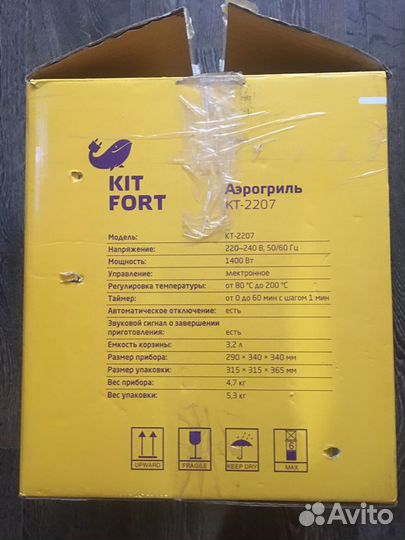 KIT
FORT
Аэрогриль
КТ-2207
Модель: КТ-2207
Напряжение: 220–240 В, 50/60 Гц
Мощность: 1400 Вт
Управление: электронное
Регулировка температуры: от 80 °C до 200 °C
Таймер: от 0 до 60 мин с шагом 1 мин
Автоматическое отключение: есть
Звуковой сигнал о завершении
приготовления: есть
Емкость корзины: 3,2 л
Размер прибора: 290 × 340 × 340 мм
Размер упаковки: 315 × 315 × 365 мм
Вес прибора: 4,7 кг
Вес упаковки: 5,3 кг
6
UPWARD FRAGILE KEEP DRY MAX
Avito